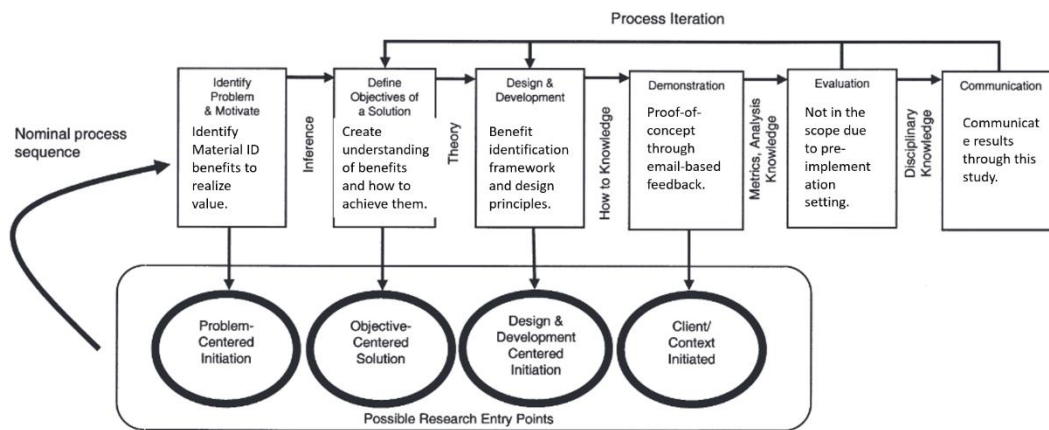 Process Iteration
Nominal process
sequence
Identify
Problem
& Motivate
Identify
Material ID
benefits to
realize
value.
Inference
Define
Objectives of
a Solution
Create
understanding
of benefits
and how to
achieve them.
Theory
Design &
Development
Benefit
identification
framework
and design
principles.
How to Knowledge
Demonstration
Proof-of-
concept
through
email-based
feedback.
Metrics, Analysis
Knowledge
Evaluation
Not in the
scope due
to pre-
implement
ation
setting.
Disciplinary
Knowledge
Communication
Communicat
e results
through this
study.
Problem-
Centered
Initiation
Objective-
Centered
Solution
Design &
Development
Centered
Initiation
Client/
Context
Initiated
Possible Research Entry Points